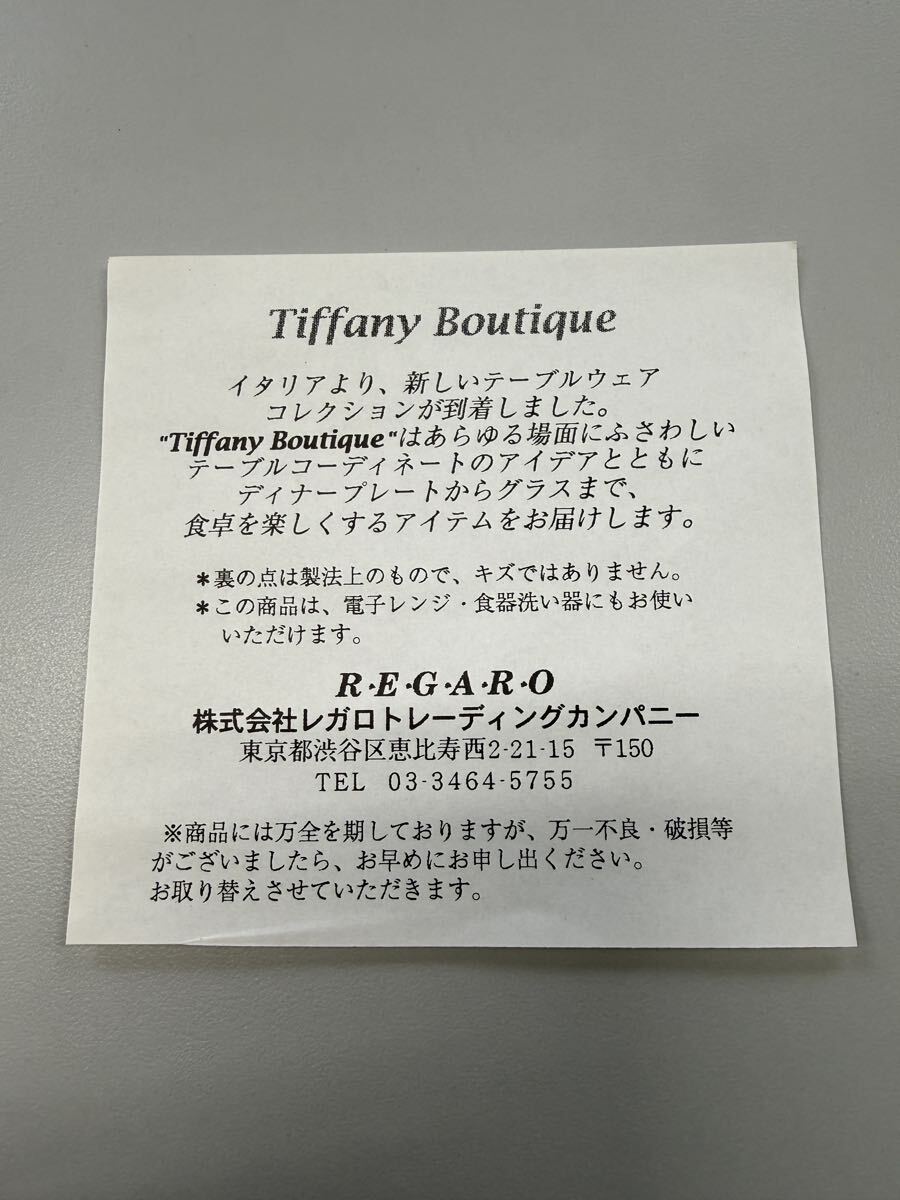 Tiffany Boutique
イタリアより、新しいテーブルウェア
コレクションが到着しました。
"Tiffany Boutique"はあらゆる場面にふさわしい
テーブルコーディネートのアイデアとともに
ディナープレートからグラスまで、
食卓を楽しくするアイテムをお届けします。
＊裏の点は製法上のもので、キズではありません。
＊この商品は、電子レンジ・食器洗い器にもお使い
いただけます。
R・E・G・A・R・O
株式会社レガロトレーディングカンパニー
東京都渋谷区恵比寿西2-21-15 〒150
TEL 03-3464-5755
※商品には万全を期しておりますが、万一不良・破損等
がございましたら、お早めにお申し出ください。
お取り替えさせていただきます。